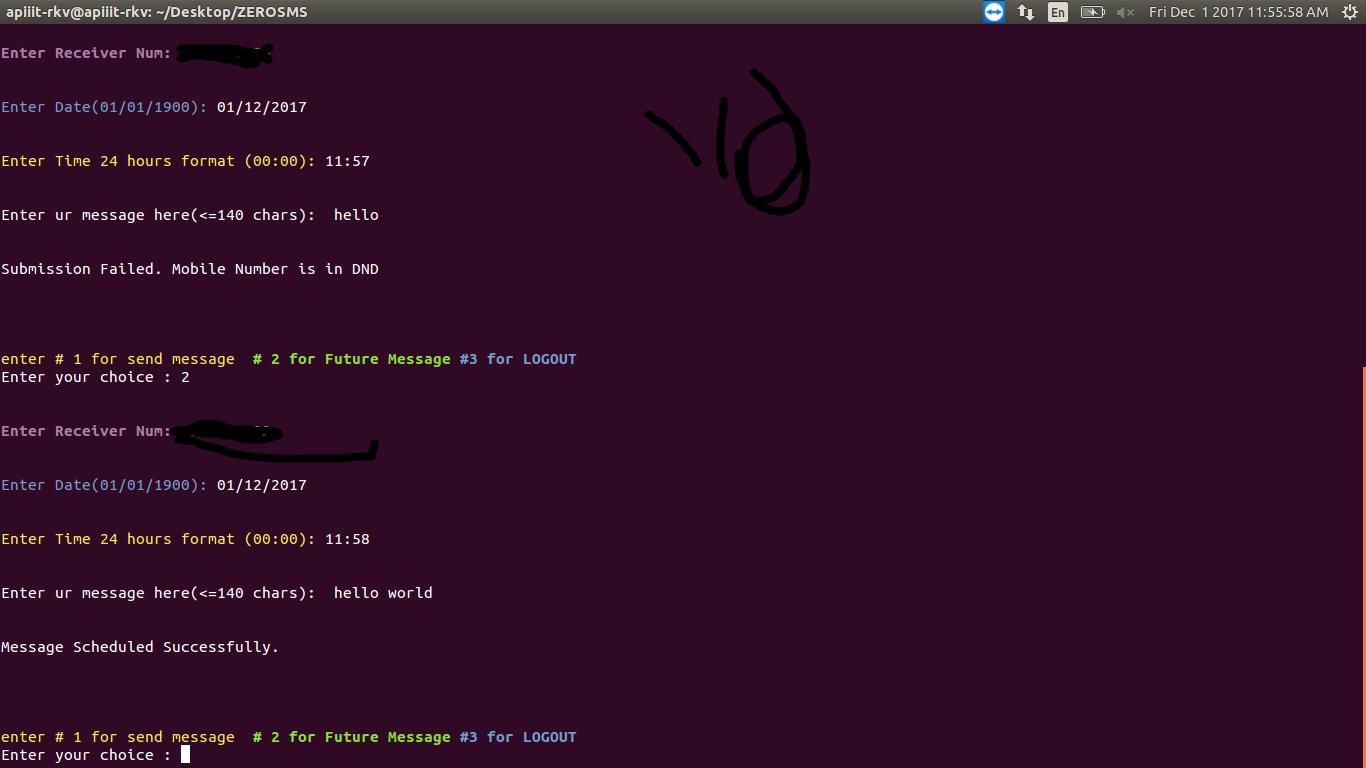 apiiit-rkv@apiiit-rkv: ~/Desktop/ZEROSMS En Fri Dec 1 2017 11:55:58 AM
Enter Receiver Num:
Enter Date(01/01/1900): 01/12/2017
Enter Time 24 hours format (00:00): 11:57
Enter ur message here(<=140 chars): hello
Submission Failed. Mobile Number is in DND
enter # 1 for send message # 2 for Future Message #3 for LOGOUT
Enter your choice : 2
Enter Receiver Num:
Enter Date(01/01/1900): 01/12/2017
Enter Time 24 hours format (00:00): 11:58
Enter ur message here(<=140 chars): hello world
Message Scheduled Successfully.
enter # 1 for send message # 2 for Future Message #3 for LOGOUT
Enter your choice :